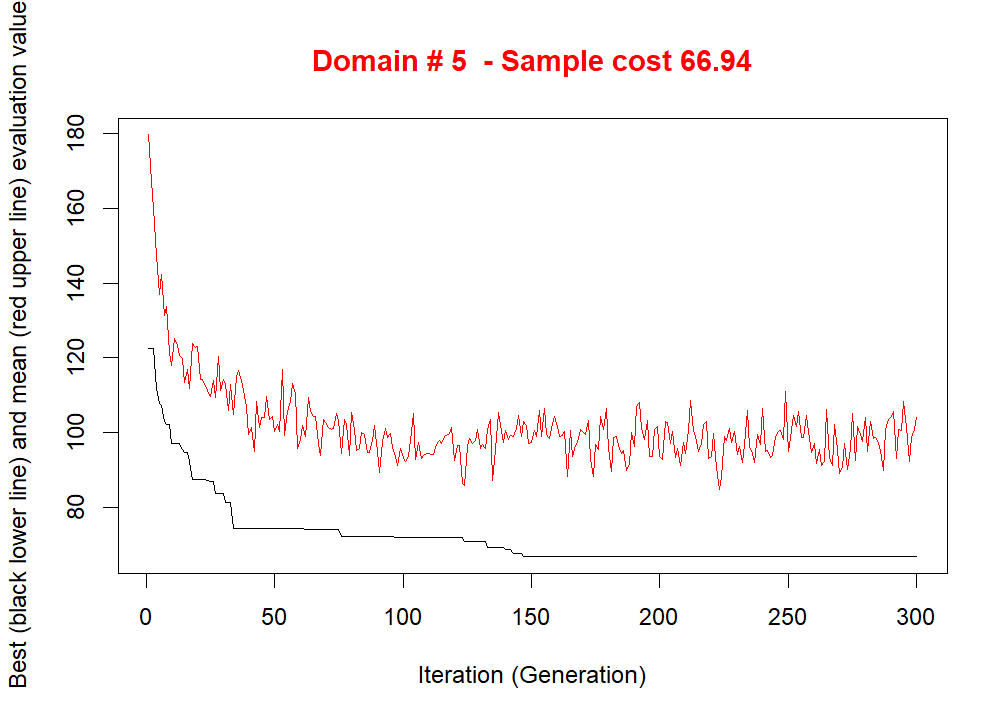 Domain # 5  - Sample cost 66.94
Best (black lower line) and mean (red upper line) evaluation value
180
160
140
120
100
80
0 50 100 150 200 250 300
Iteration (Generation)